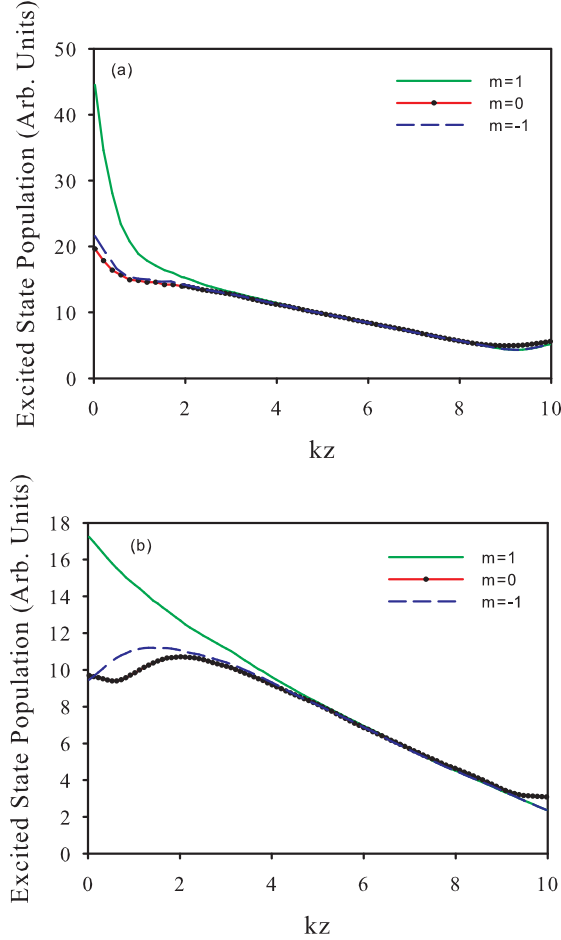 Excited State Population (Arb. Units)
(a)
m=1
m=0
m=-1
50
40
30
20
10
0
0 2 4 6 8 10
kz
Excited State Population (Arb. Units)
(b)
m=1
m=0
m=-1
18
16
14
12
10
8
6
4
2
0
0 2 4 6 8 10
kz